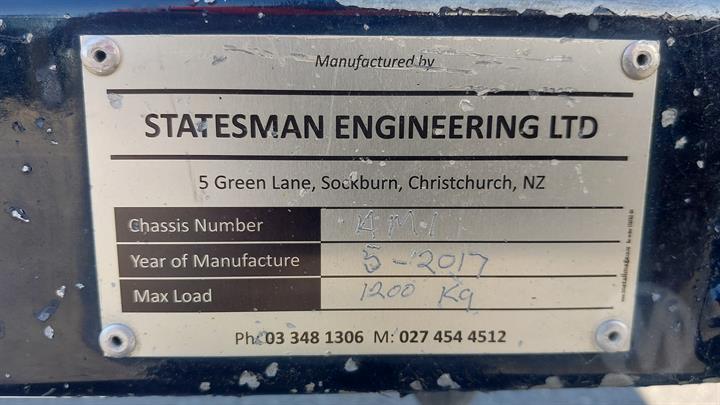 Manufactured by
STATESMAN ENGINEERING LTD
5 Green Lane, Sockburn, Christchurch, NZ
Chassis Number
Year of Manufacture 5-2017
Max Load 1200 Kg
Ph: 03 348 1306 M: 027 454 4512